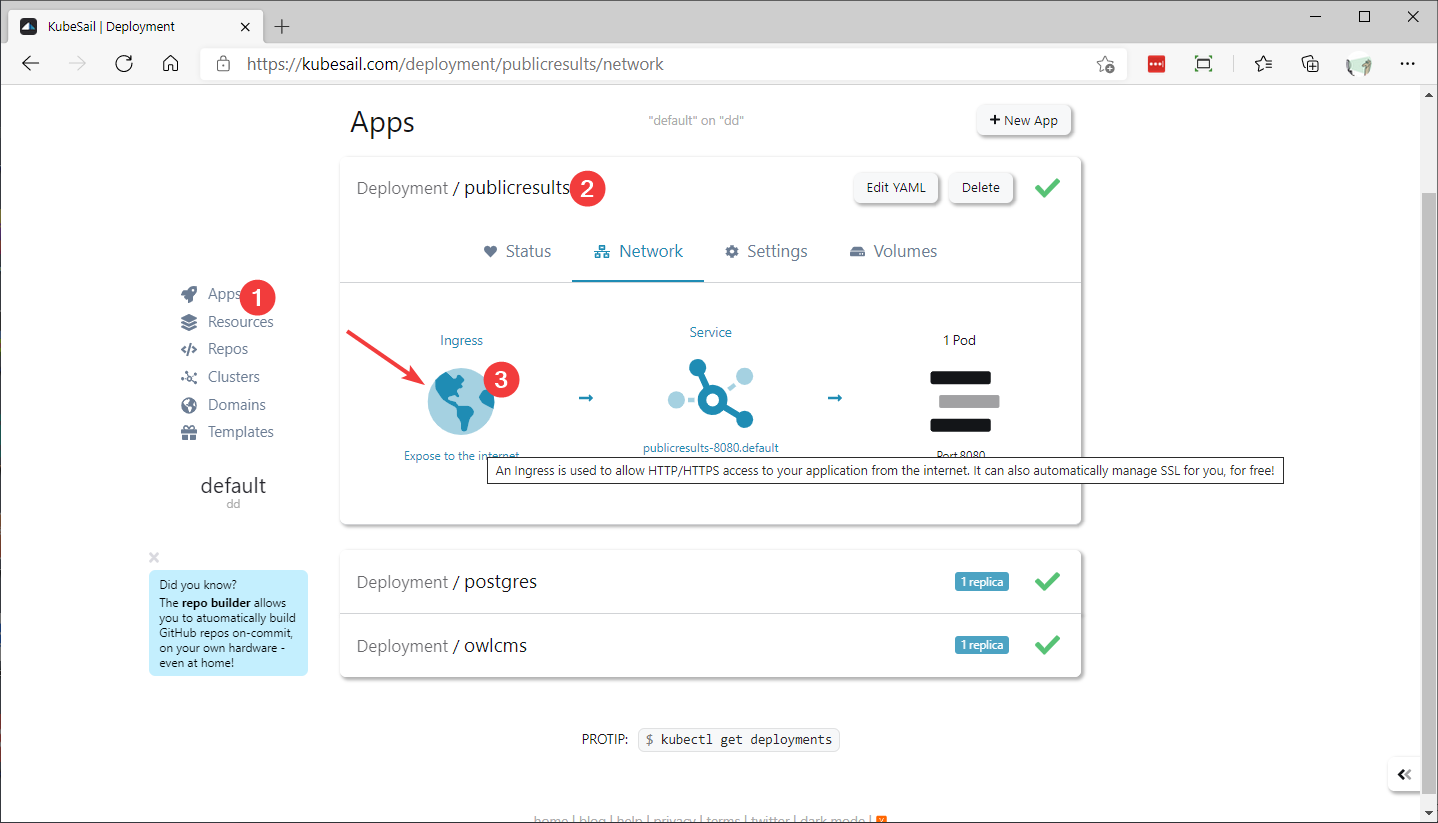 KubeSail | Deployment
https://kubesail.com/deployment/publicresults/network
Apps
"default" on "dd"
New App
Deployment / publicresults
2
Edit YAML
Delete
Status
Network
Settings
Volumes
Apps
1
Resources
Repos
Clusters
Domains
Templates
default
dd
Ingress
3
Expose to the internet
Service
publicresults-8080.default
1 Pod
Port 8080
An Ingress is used to allow HTTP/HTTPS access to your application from the internet. It can also automatically manage SSL for you, for free!
Did you know?
The repo builder allows
you to atuomatically build
GitHub repos on-commit,
on your own hardware -
even at home!
Deployment / postgres
1 replica
Deployment / owlcms
1 replica
PROTIP:
$ kubectl get deployments
home | blog | help | privacy | terms | twitter | dark mode |